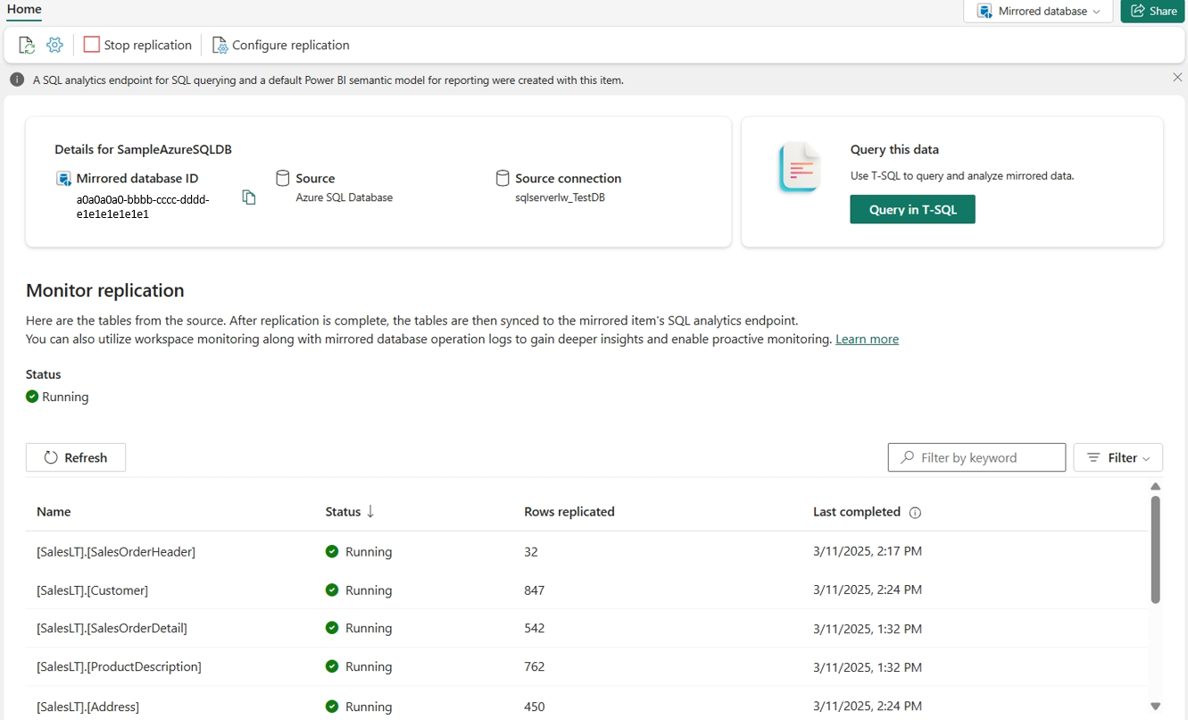 Home
Mirrored database
Share
Stop replication
Configure replication
A SQL analytics endpoint for SQL querying and a default Power BI semantic model for reporting were created with this item.
Details for SampleAzureSQLDB
Mirrored database ID
a0a0a0a0-bbbb-cccc-dddd-
e1e1e1e1e1e1
Source
Azure SQL Database
Source connection
sqlserverlw_TestDB
Query this data
Use T-SQL to query and analyze mirrored data.
Query in T-SQL
Monitor replication
Here are the tables from the source. After replication is complete, the tables are then synced to the mirrored item's SQL analytics endpoint.
You can also utilize workspace monitoring along with mirrored database operation logs to gain deeper insights and enable proactive monitoring. Learn more
Status
Running
Refresh
Filter by keyword
Filter
Name Status Rows replicated Last completed
[SalesLT].[SalesOrderHeader] Running 32 3/11/2025, 2:17 PM
[SalesLT].[Customer] Running 847 3/11/2025, 2:24 PM
[SalesLT].[SalesOrderDetail] Running 542 3/11/2025, 1:32 PM
[SalesLT].[ProductDescription] Running 762 3/11/2025, 1:32 PM
[SalesLT].[Address] Running 450 3/11/2025, 2:24 PM